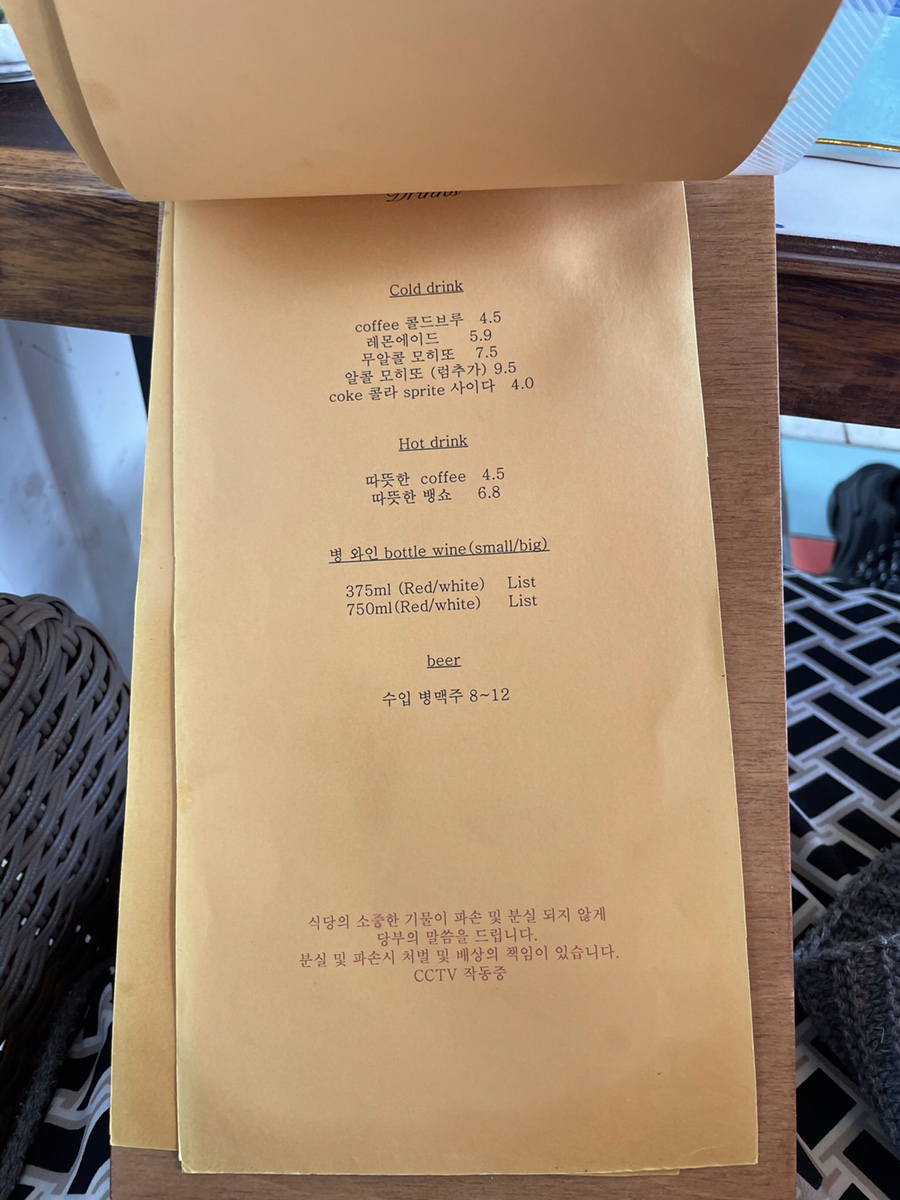 Drinks
Cold drink
coffee 콜드브루 4.5
레몬에이드 5.9
무알콜 모히또 7.5
알콜 모히또 (럼추가) 9.5
coke 콜라 sprite 사이다 4.0
Hot drink
따뜻한 coffee 4.5
따뜻한 뱅쇼 6.8
병 와인 bottle wine(small/big)
375ml (Red/white) List
750ml(Red/white) List
beer
수입 병맥주 8~12
식당의 소중한 기물이 파손 및 분실 되지 않게
당부의 말씀을 드립니다.
분실 및 파손시 처벌 및 배상의 책임이 있습니다.
CCTV 작동중